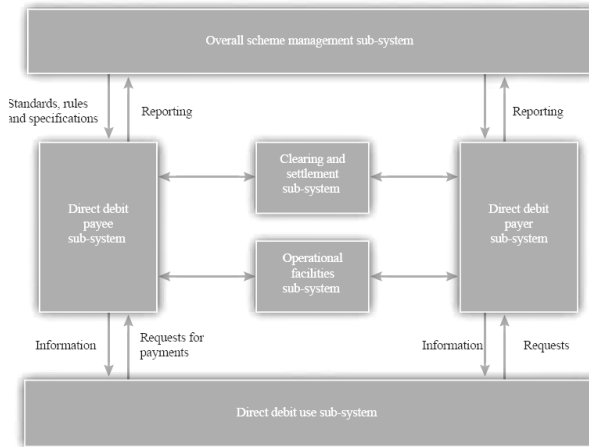 Overall scheme management sub-system
Standards, rules
and specifications
Reporting
Reporting
Clearing and
settlement
sub-system
Direct debit
payee
sub-system
Direct debit
payer
sub-system
Operational
facilities
sub-system
Information
Requests for
payments
Information
Requests
Direct debit use sub-system